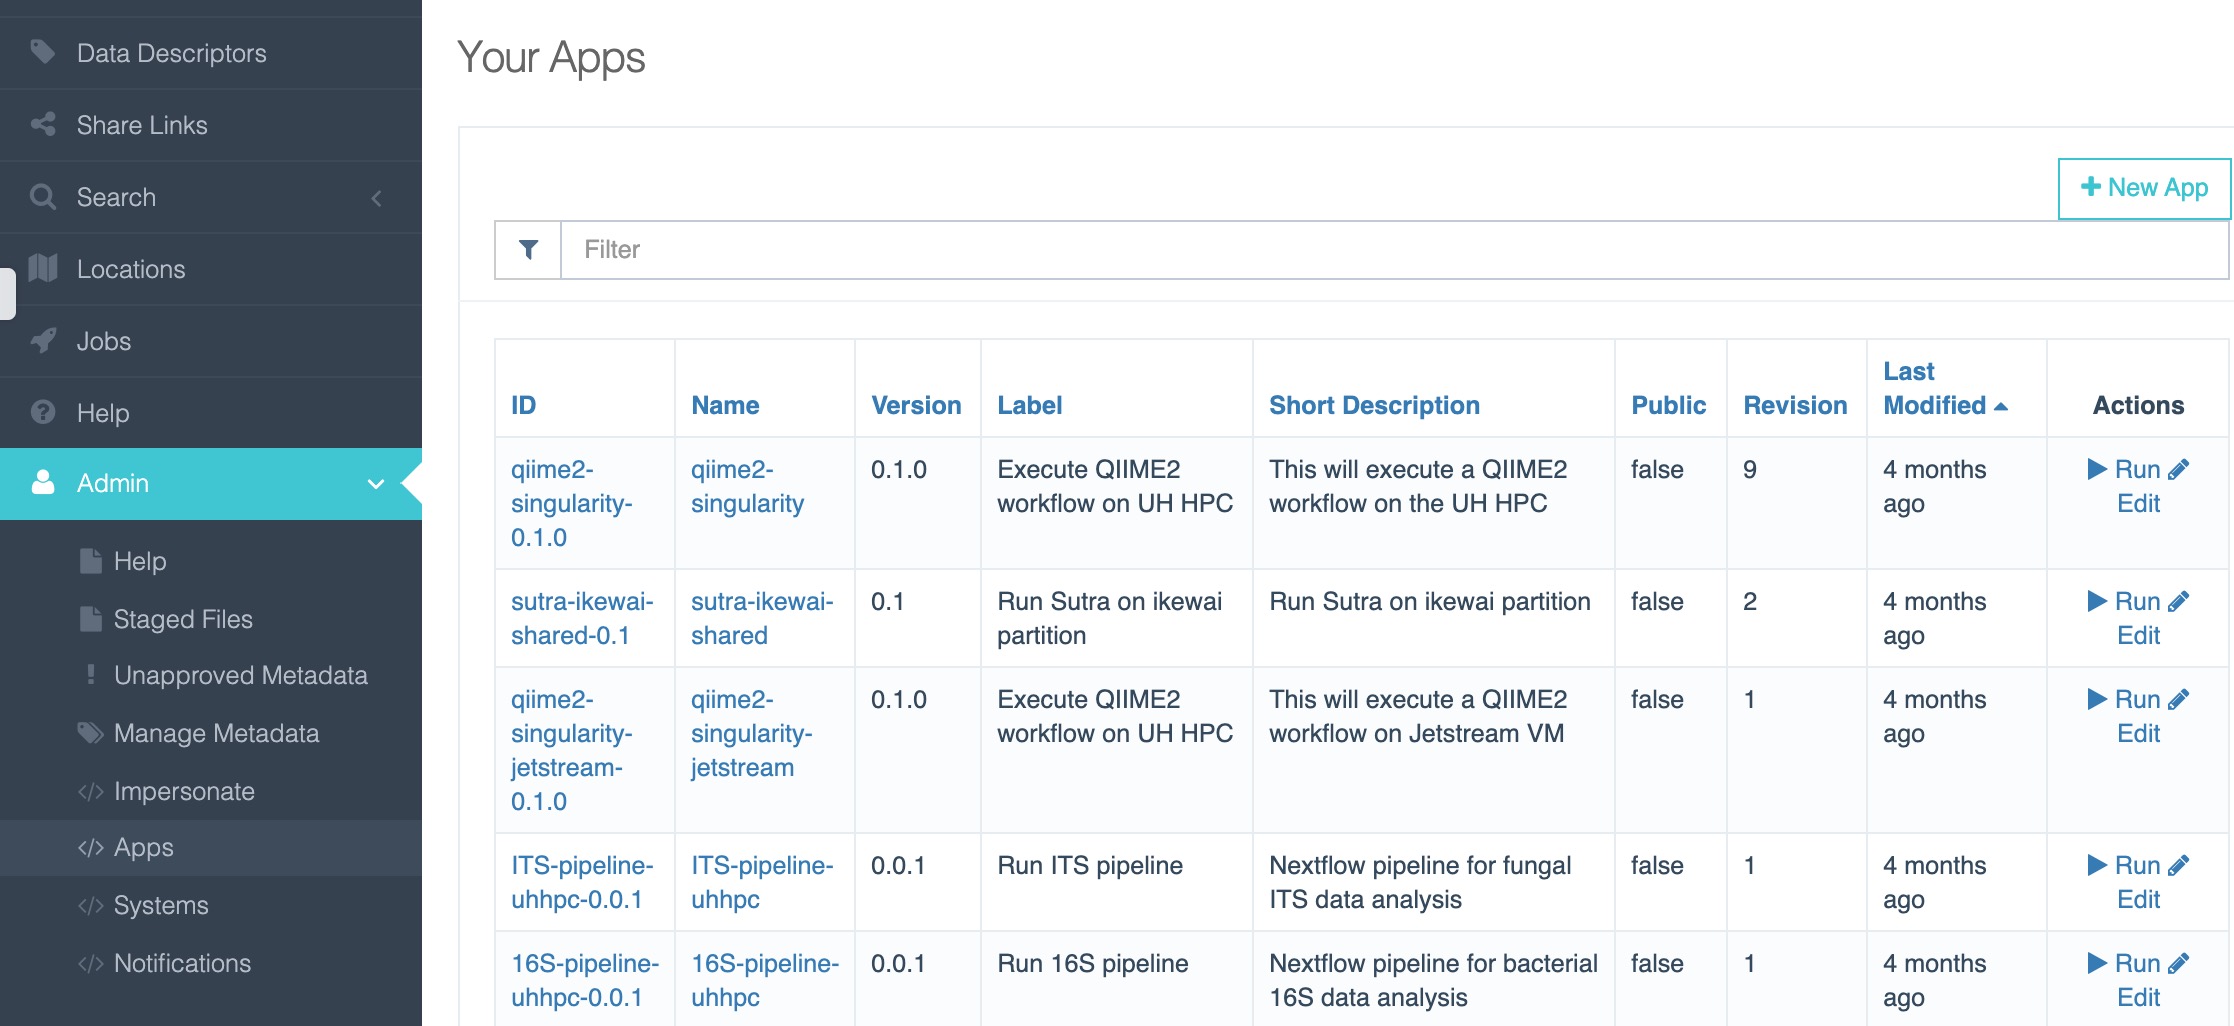 Data Descriptors
Share Links
Search
Locations
Jobs
Help
Admin
Help
Staged Files
Unapproved Metadata
Manage Metadata
Impersonate
Apps
Systems
Notifications
Your Apps
New App
Filter
ID Name Version Label Short Description Public Revision Last Modified Actions
qiime2-singularity-0.1.0 qiime2-singularity 0.1.0 Execute QIIME2 workflow on UH HPC This will execute a QIIME2 workflow on the UH HPC false 9 4 months ago Run Edit
sutra-ikewai-shared-0.1 sutra-ikewai-shared 0.1 Run Sutra on ikewai partition Run Sutra on ikewai partition false 2 4 months ago Run Edit
qiime2-singularity-jetstream-0.1.0 qiime2-singularity-jetstream 0.1.0 Execute QIIME2 workflow on UH HPC This will execute a QIIME2 workflow on Jetstream VM false 1 4 months ago Run Edit
ITS-pipeline-uhhpc-0.0.1 ITS-pipeline-uhhpc 0.0.1 Run ITS pipeline Nextflow pipeline for fungal ITS data analysis false 1 4 months ago Run Edit
16S-pipeline-uhhpc-0.0.1 16S-pipeline-uhhpc 0.0.1 Run 16S pipeline Nextflow pipeline for bacterial 16S data analysis false 1 4 months ago Run Edit